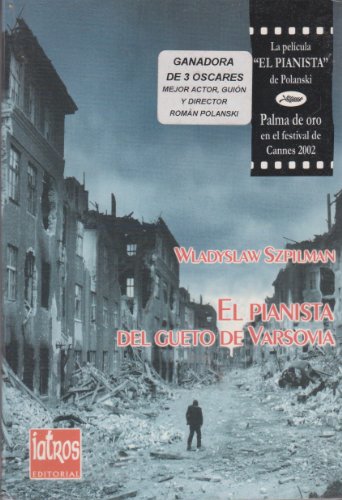 GANADORA
DE 3 OSCARES
MEJOR ACTOR, GUIÓN
Y DIRECTOR
ROMÁN POLANSKI
La película
"EL PIANISTA"
de Polanski
Palma de oro
en el festival de
Cannes 2002
WLADYSLAW SZPILMAN
EL PIANISTA
DEL GUETO DE VARSOVIA
iatros
EDITORIAL